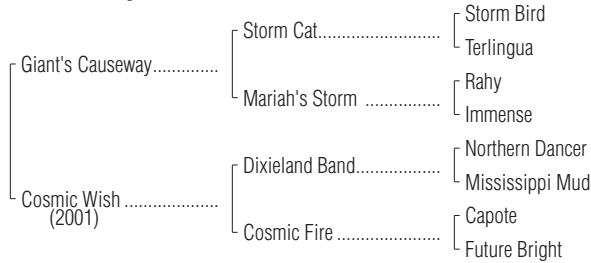 Storm Bird
Storm Cat.........................
Terlingua
Giant's Causeway..............
Rahy
Mariah's Storm .................
Immense
Northern Dancer
Dixieland Band..................
Mississippi Mud
Cosmic Wish ....................
(2001)
Capote
Cosmic Fire ......................
Future Bright